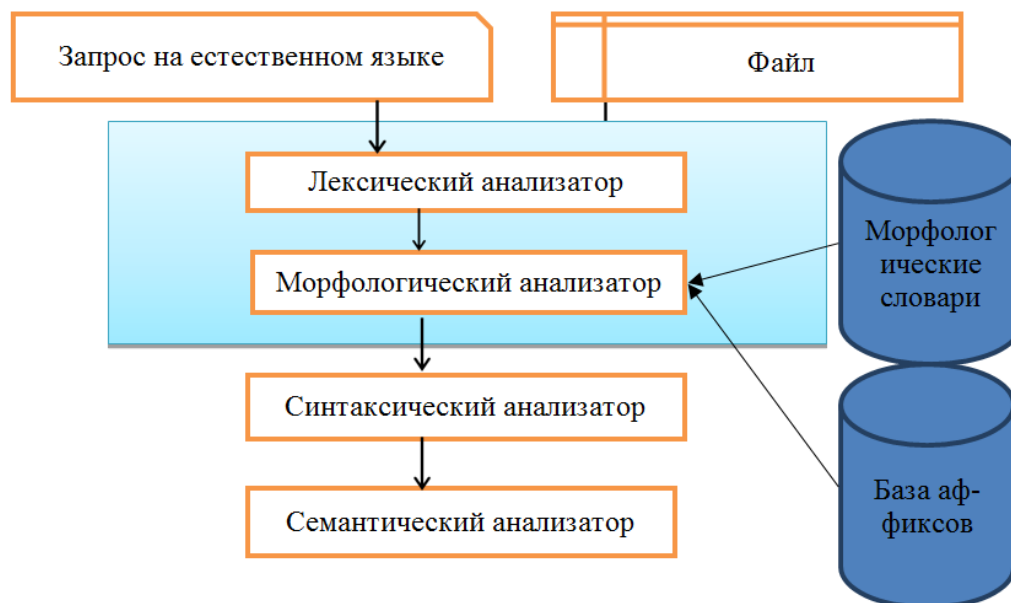 Запрос на естественном языке
Файл
Лексический анализатор
Морфологический анализатор
Морфолог
ические
словари
Синтаксический анализатор
Семантический анализатор
База аф-
фиксов